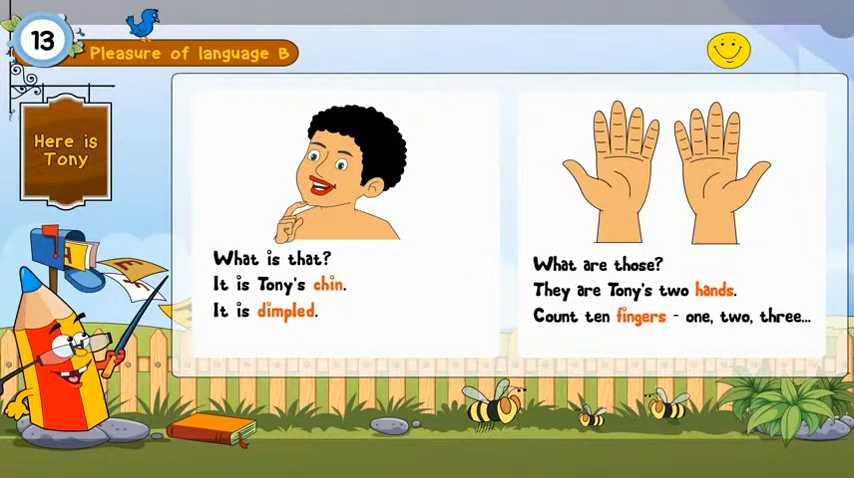 13
Pleasure of language B
Here is
Tony
What is that?
It is Tony's chin.
It is dimpled.
What are those?
They are Tony's two hands.
Count ten fingers - one, two, three...
A
E